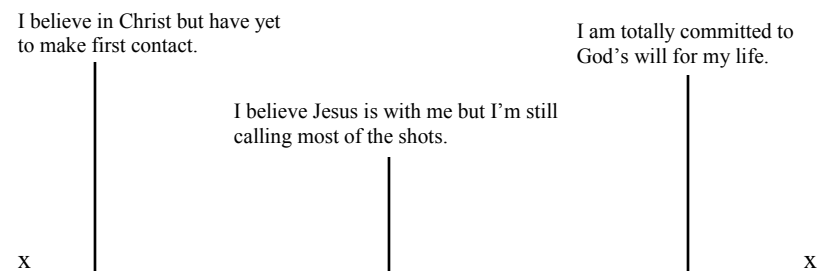 I believe in Christ but have yet
to make first contact.
I am totally committed to
God’s will for my life.
I believe Jesus is with me but I’m still
calling most of the shots.
x
x